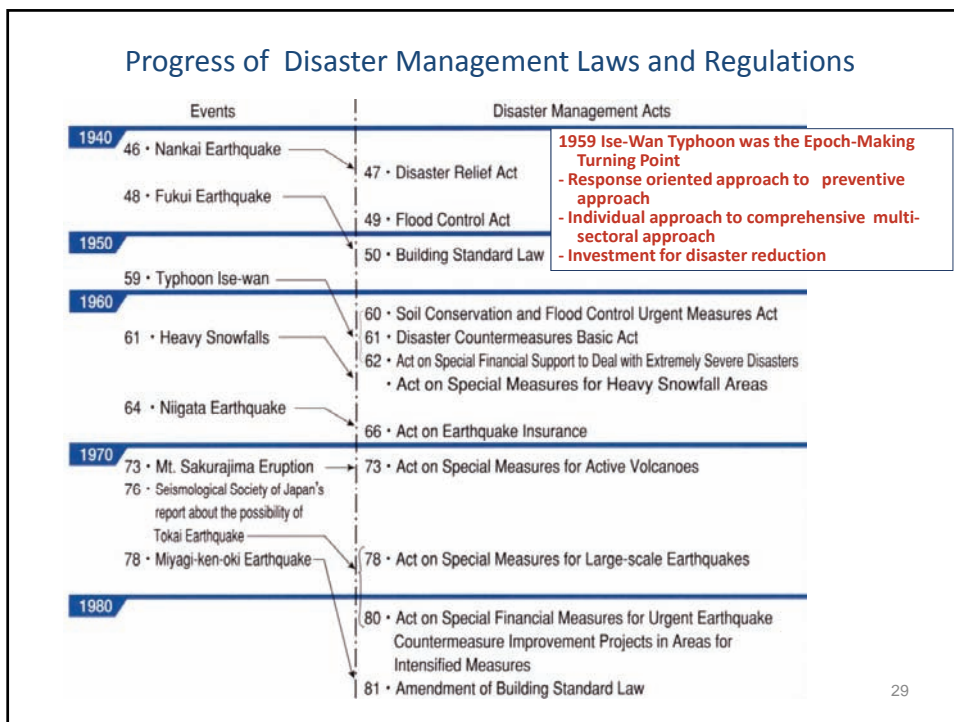 Progress of  Disaster Management Laws and Regulations
Events
Disaster Management Acts
1940
46・Nankai Earthquake
47・Disaster Relief Act
48・Fukui Earthquake
49・Flood Control Act
1959 Ise-Wan Typhoon was the Epoch-Making
Turning Point
- Response oriented approach to preventive
approach
- Individual approach to comprehensive multi-
sectoral approach
- Investment for disaster reduction
1950
50・Building Standard Law
59・Typhoon Ise-wan
1960
60・Soil Conservation and Flood Control Urgent Measures Act
61・Heavy Snowfalls
61・Disaster Countermeasures Basic Act
62・Act on Special Financial Support to Deal with Extremely Severe Disasters
・Act on Special Measures for Heavy Snowfall Areas
64・Niigata Earthquake
66・Act on Earthquake Insurance
1970
73・Mt. Sakurajima Eruption
73・Act on Special Measures for Active Volcanoes
76・Seismological Society of Japan's
report about the possibility of
Tokai Earthquake
78・Miyagi-ken-oki Earthquake
78・Act on Special Measures for Large-scale Earthquakes
1980
80・Act on Special Financial Measures for Urgent Earthquake
Countermeasure Improvement Projects in Areas for
Intensified Measures
81・Amendment of Building Standard Law
29